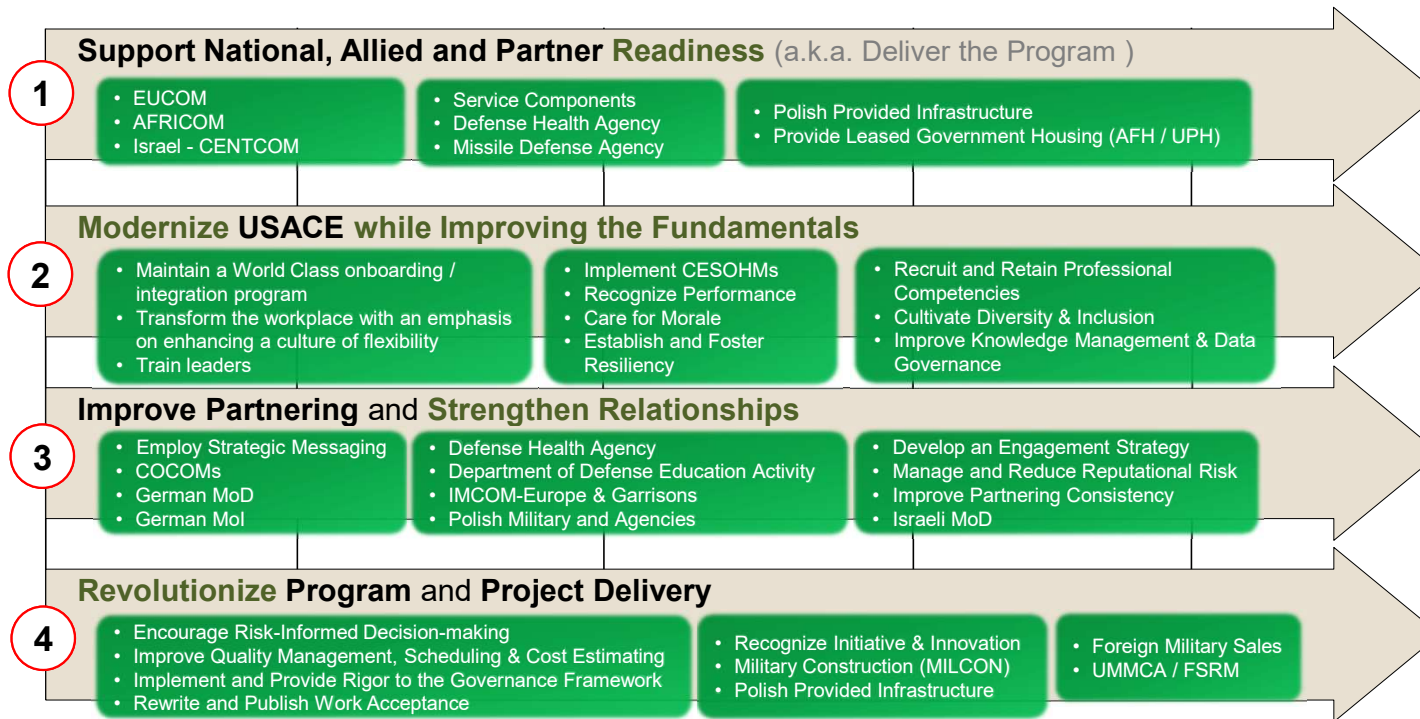 Support National, Allied and Partner Readiness (a.k.a. Deliver the Program )
1
• EUCOM
• AFRICOM
• Israel - CENTCOM
• Service Components
• Defense Health Agency
• Missile Defense Agency
• Polish Provided Infrastructure
• Provide Leased Government Housing (AFH / UPH)
Modernize USACE while Improving the Fundamentals
2
• Maintain a World Class onboarding /
integration program
• Transform the workplace with an emphasis
on enhancing a culture of flexibility
• Train leaders
• Implement CESOHMs
• Recognize Performance
• Care for Morale
• Establish and Foster
Resiliency
• Recruit and Retain Professional
Competencies
• Cultivate Diversity & Inclusion
• Improve Knowledge Management & Data
Governance
Improve Partnering and Strengthen Relationships
3
• Employ Strategic Messaging
• COCOMs
• German MoD
• German MoI
• Defense Health Agency
• Department of Defense Education Activity
• IMCOM-Europe & Garrisons
• Polish Military and Agencies
• Develop an Engagement Strategy
• Manage and Reduce Reputational Risk
• Improve Partnering Consistency
• Israeli MoD
Revolutionize Program and Project Delivery
4
• Encourage Risk-Informed Decision-making
• Improve Quality Management, Scheduling & Cost Estimating
• Implement and Provide Rigor to the Governance Framework
• Rewrite and Publish Work Acceptance
• Recognize Initiative & Innovation
• Military Construction (MILCON)
• Polish Provided Infrastructure
• Foreign Military Sales
• UMMCA / FSRM